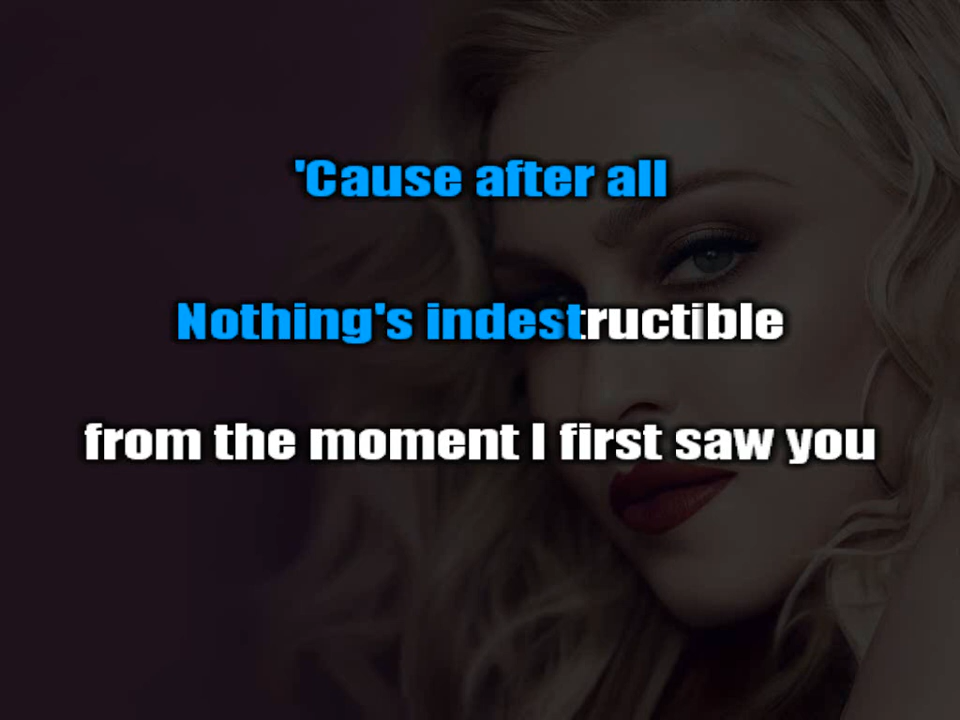 'Cause after all
Nothing's indestructible
from the moment I first saw you